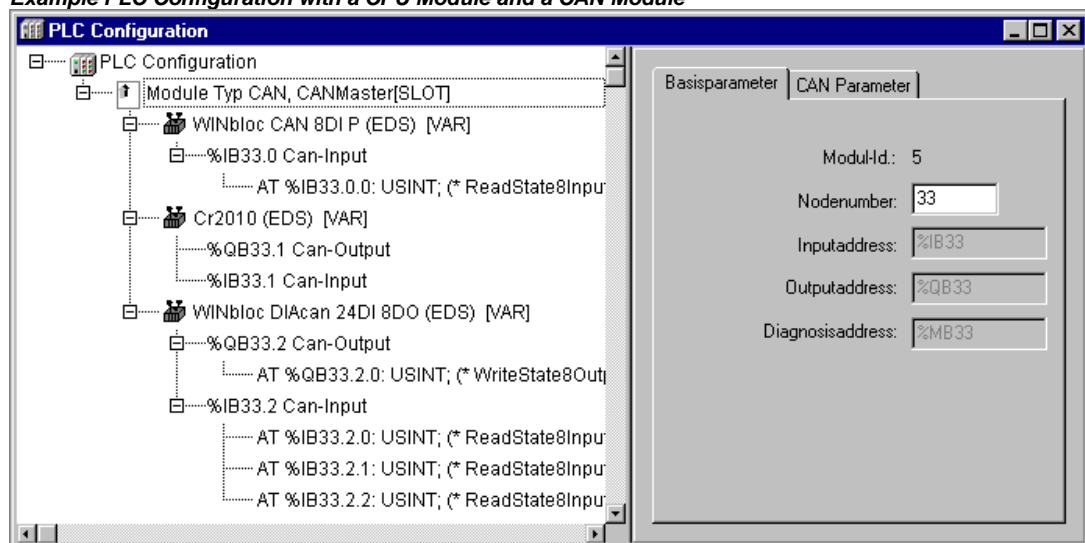 Example PLC Configuration with a CPU Module and a CAN Module
PLC Configuration
PLC Configuration
Module Typ CAN, CANMaster[SLOT]
WINbloc CAN 8DI P (EDS) [VAR]
%IB33.0 Can-Input
AT %IB33.0.0: USINT; (* ReadState8Inpu
Cr2010 (EDS) [VAR]
%QB33.1 Can-Output
%IB33.1 Can-Input
WINbloc DIAcan 24DI 8DO (EDS) [VAR]
%QB33.2 Can-Output
AT %QB33.2.0: USINT; (* WriteState8Outp
%IB33.2 Can-Input
AT %IB33.2.0: USINT; (* ReadState8Inpu
AT %IB33.2.1: USINT; (* ReadState8Inpu
AT %IB33.2.2: USINT; (* ReadState8Inpu
Basisparameter CAN Parameter
Modul-Id.: 5
Nodenumber: 33
Inputaddress: %IB33
Outputaddress: %QB33
Diagnosisaddress: %MB33